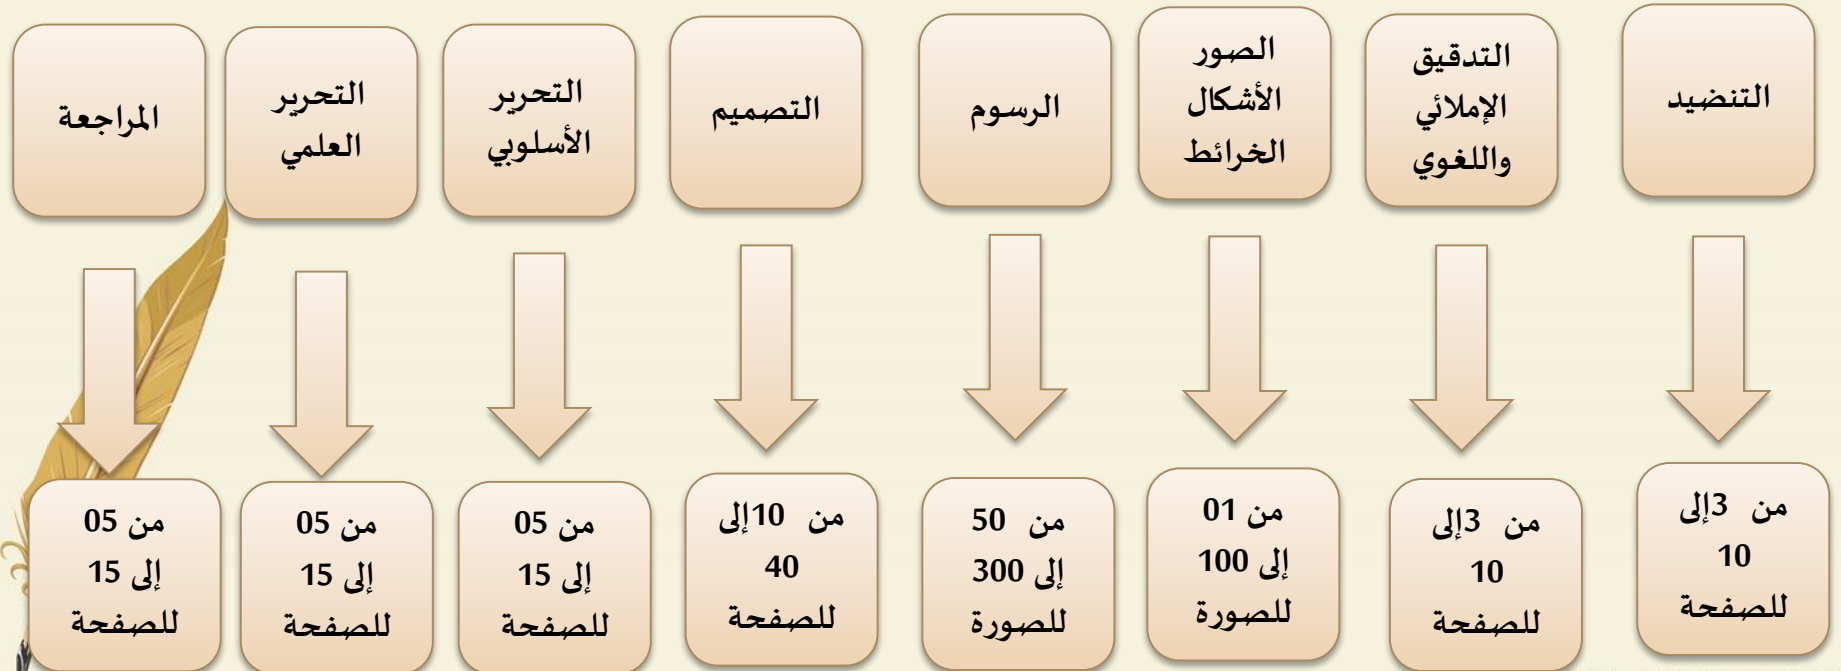 التنضيد
التدقيق
الإملائي
واللغوي
الصور
الأشكال
الخرائط
الرسوم
التصميم
التحرير
الأسلوبي
التحرير
العلمي
المراجعة
من 3إلى
10
للصفحة
من 3إلى
10
للصفحة
من 01
إلى 100
للصورة
من 50
إلى 300
للصورة
من 10إلى
40
للصفحة
من 05
إلى 15
للصفحة
من 05
إلى 15
للصفحة
من 05
إلى 15
للصفحة